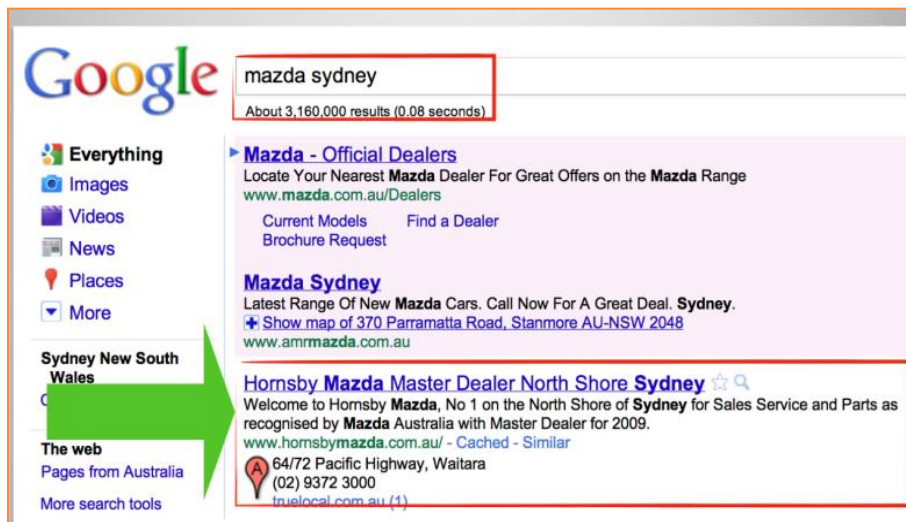 Google
mazda sydney
About 3,160,000 results (0.08 seconds)
Everything
Images
Videos
News
Places
More
Sydney New South
Wales
The web
Pages from Australia
More search tools
Mazda - Official Dealers
Locate Your Nearest Mazda Dealer For Great Offers on the Mazda Range
www.mazda.com.au/Dealers
Current Models Find a Dealer
Brochure Request
Mazda Sydney
Latest Range Of New Mazda Cars. Call Now For A Great Deal. Sydney.
Show map of 370 Parramatta Road, Stanmore AU-NSW 2048
www.amrmazda.com.au
Hornsby Mazda Master Dealer North Shore Sydney
Welcome to Hornsby Mazda, No 1 on the North Shore of Sydney for Sales Service and Parts as
recognised by Mazda Australia with Master Dealer for 2009.
www.hornsbymazda.com.au/ - Cached - Similar
A 64/72 Pacific Highway, Waitara
(02) 9372 3000
truelocal.com.au (1)